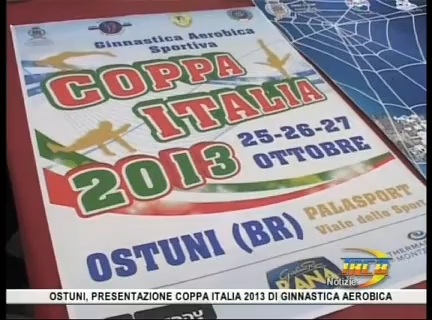 Ginnastica Aerobica
Sportiva
COPPA
ITALIA
2013
25-26-27
OTTOBRE
OSTUNI (BR)
PALASPORT
Viale dello Sport
Notizie
OSTUNI, PRESENTAZIONE COPPA ITALIA 2013 DI GINNASTICA AEROBICA